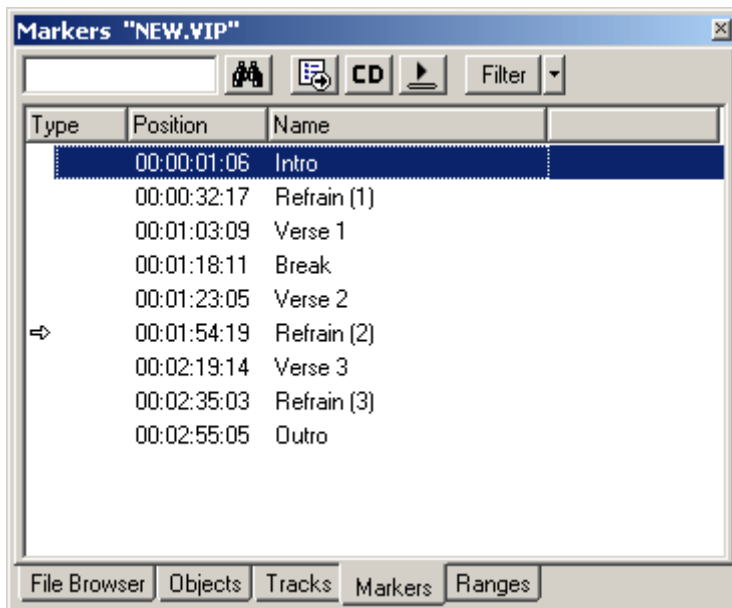 Markers "NEW.VIP"
CD Filter
Type Position Name
00:00:01:06 Intro
00:00:32:17 Refrain (1)
00:01:03:09 Verse 1
00:01:18:11 Break
00:01:23:05 Verse 2
00:01:54:19 Refrain (2)
00:02:19:14 Verse 3
00:02:35:03 Refrain (3)
00:02:55:05 Outro
File Browser Objects Tracks Markers Ranges